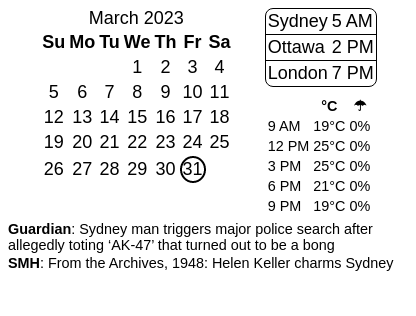 March 2023
Su Mo Tu We Th Fr Sa
1 2 3 4
5 6 7 8 9 10 11
12 13 14 15 16 17 18
19 20 21 22 23 24 25
26 27 28 29 30 31
Sydney 5 AM
Ottawa 2 PM
London 7 PM
°C ☂
9 AM 19°C 0%
12 PM 25°C 0%
3 PM 25°C 0%
6 PM 21°C 0%
9 PM 19°C 0%
Guardian: Sydney man triggers major police search after
allegedly toting ‘AK-47’ that turned out to be a bong
SMH: From the Archives, 1948: Helen Keller charms Sydney